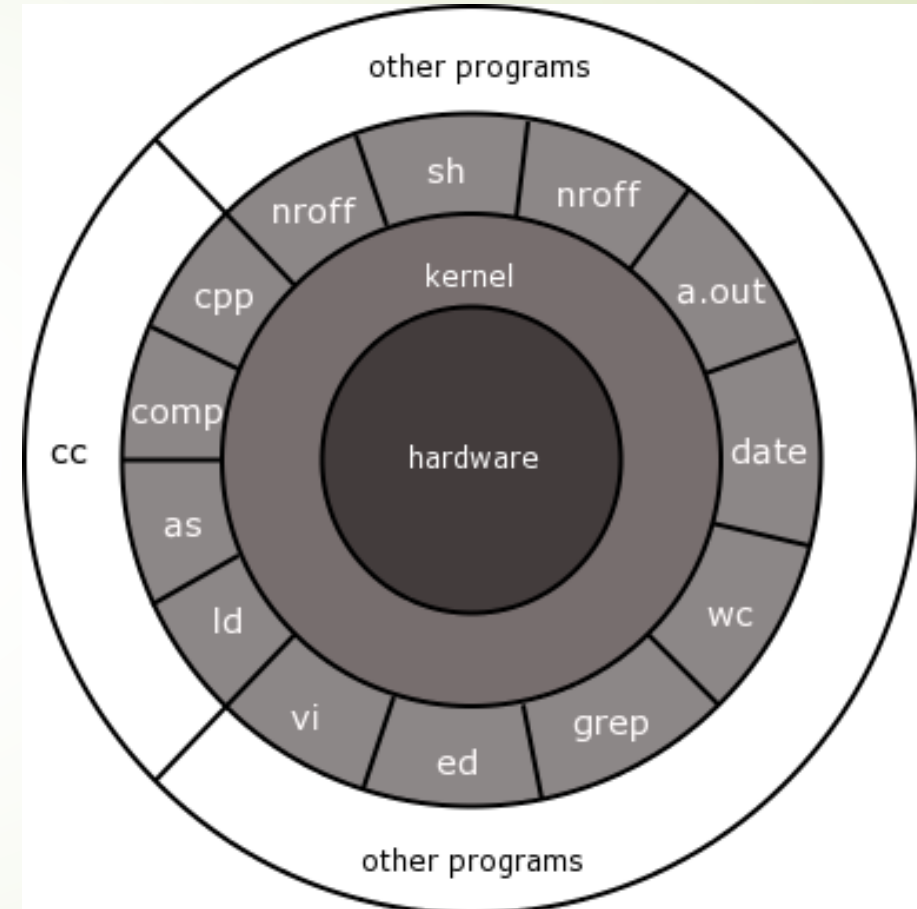 other programs
sh
nroff
nroff
kernel
a.out
cpp
comp
cc
hardware
date
as
wc
ld
vi
grep
ed
other programs